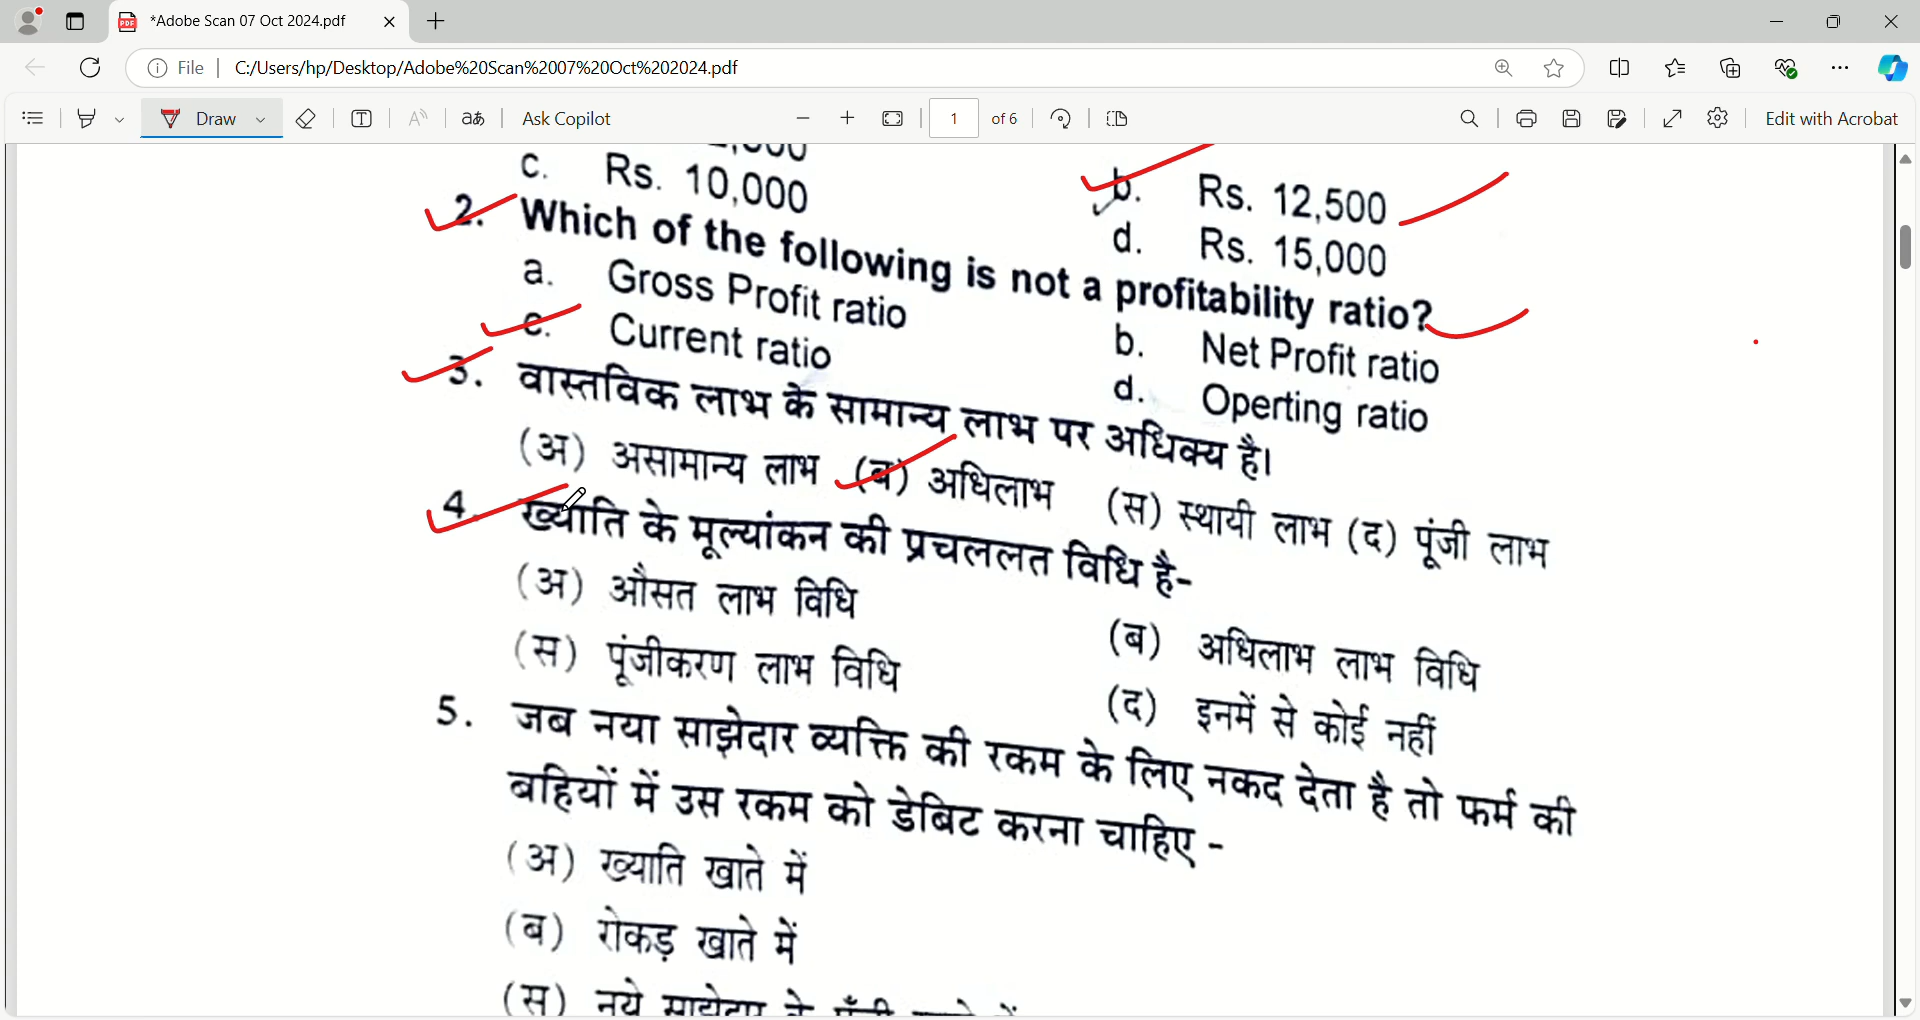 *Adobe Scan 07 Oct 2024.pdf
File C:/Users/hp/Desktop/Adobe%20Scan%2007%20Oct%202024.pdf
Draw Ask Copilot 1 of 6 Edit with Acrobat
c. Rs. 10,000
b. Rs. 12,500
d. Rs. 15,000
2. Which of the following is not a profitability ratio?
a. Gross Profit ratio
b. Net Profit ratio
c. Current ratio
d. Operting ratio
3. वास्तविक लाभ के सामान्य लाभ पर अधिक्य है।
(अ) असामान्य लाभ (ब) अधिलाभ (स) स्थायी लाभ (द) पूंजी लाभ
4. ख्याति के मूल्यांकन की प्रचललत विधि है-
(अ) औसत लाभ विधि
(ब) अधिलाभ लाभ विधि
(स) पूंजीकरण लाभ विधि
(द) इनमें से कोई नहीं
5. जब नया साझेदार व्यक्ति की रकम के लिए नकद देता है तो फर्म की
बहियों में उस रकम को डेबिट करना चाहिए -
(अ) ख्याति खाते में
(ब) रोकड़ खाते में
(स) नये